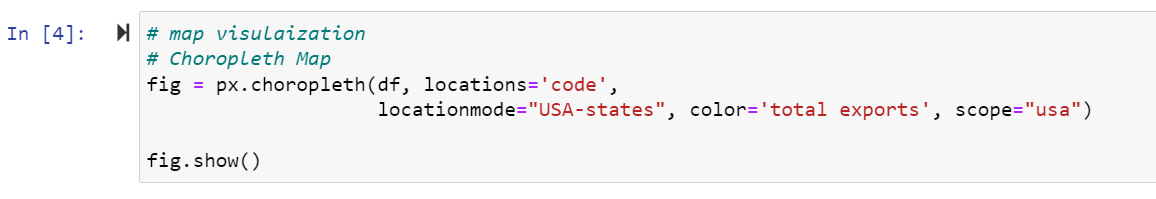 In [4]: # map visulaization
# Choropleth Map
fig = px.choropleth(df, locations='code',
locationmode="USA-states", color='total exports', scope="usa")
fig.show()